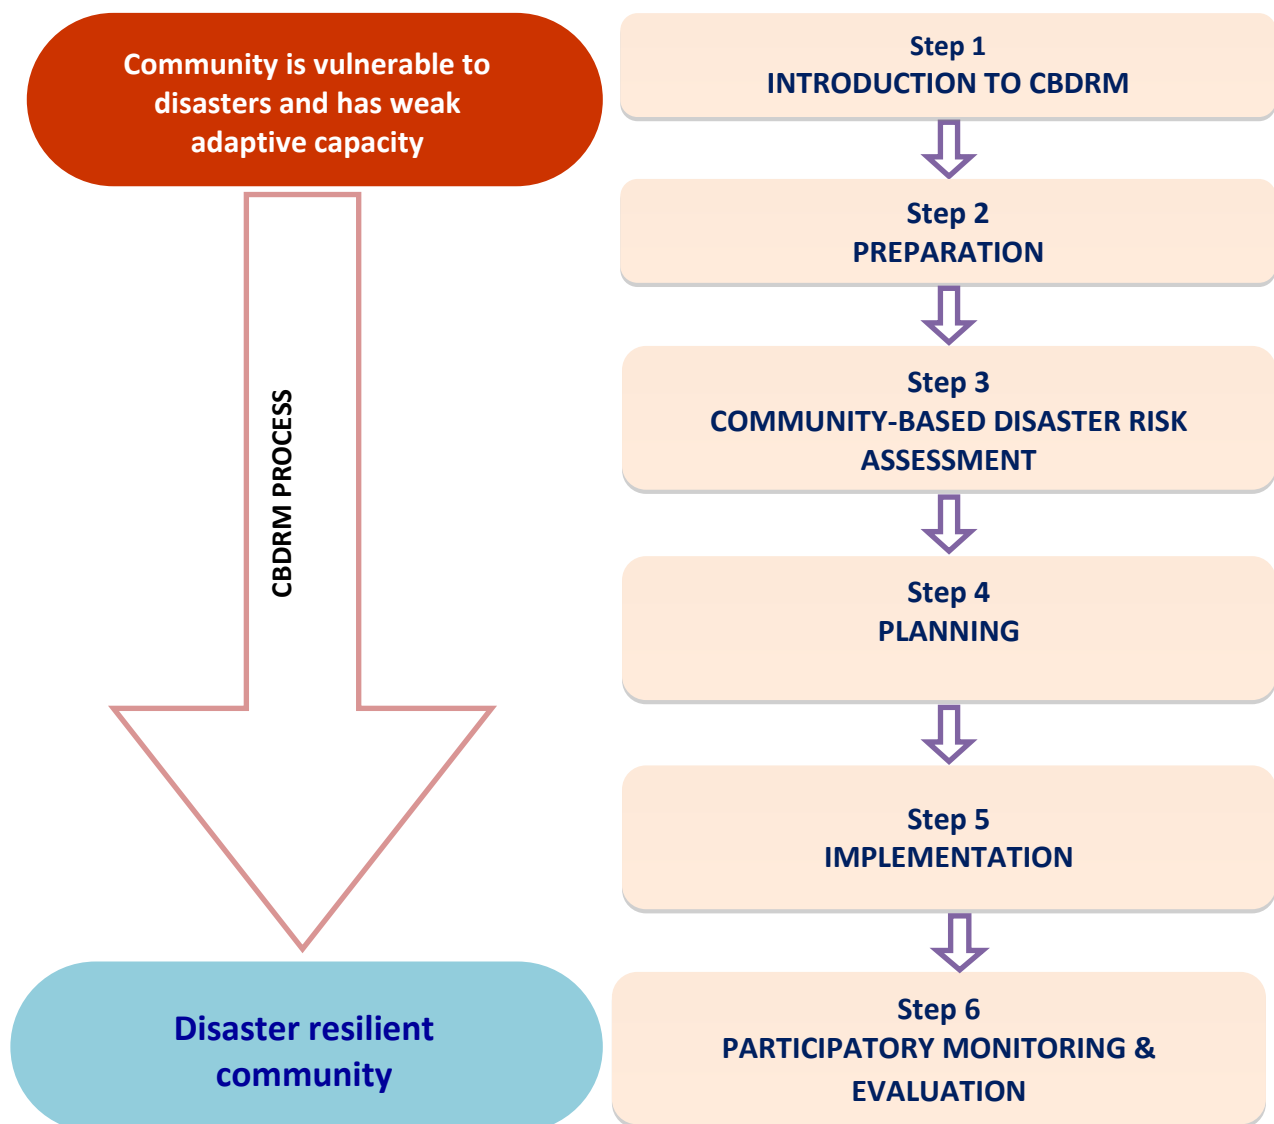 Community is vulnerable to
disasters and has weak
adaptive capacity
CBDRM PROCESS
Disaster resilient
community
Step 1
INTRODUCTION TO CBDRM
Step 2
PREPARATION
Step 3
COMMUNITY-BASED DISASTER RISK
ASSESSMENT
Step 4
PLANNING
Step 5
IMPLEMENTATION
Step 6
PARTICIPATORY MONITORING &
EVALUATION